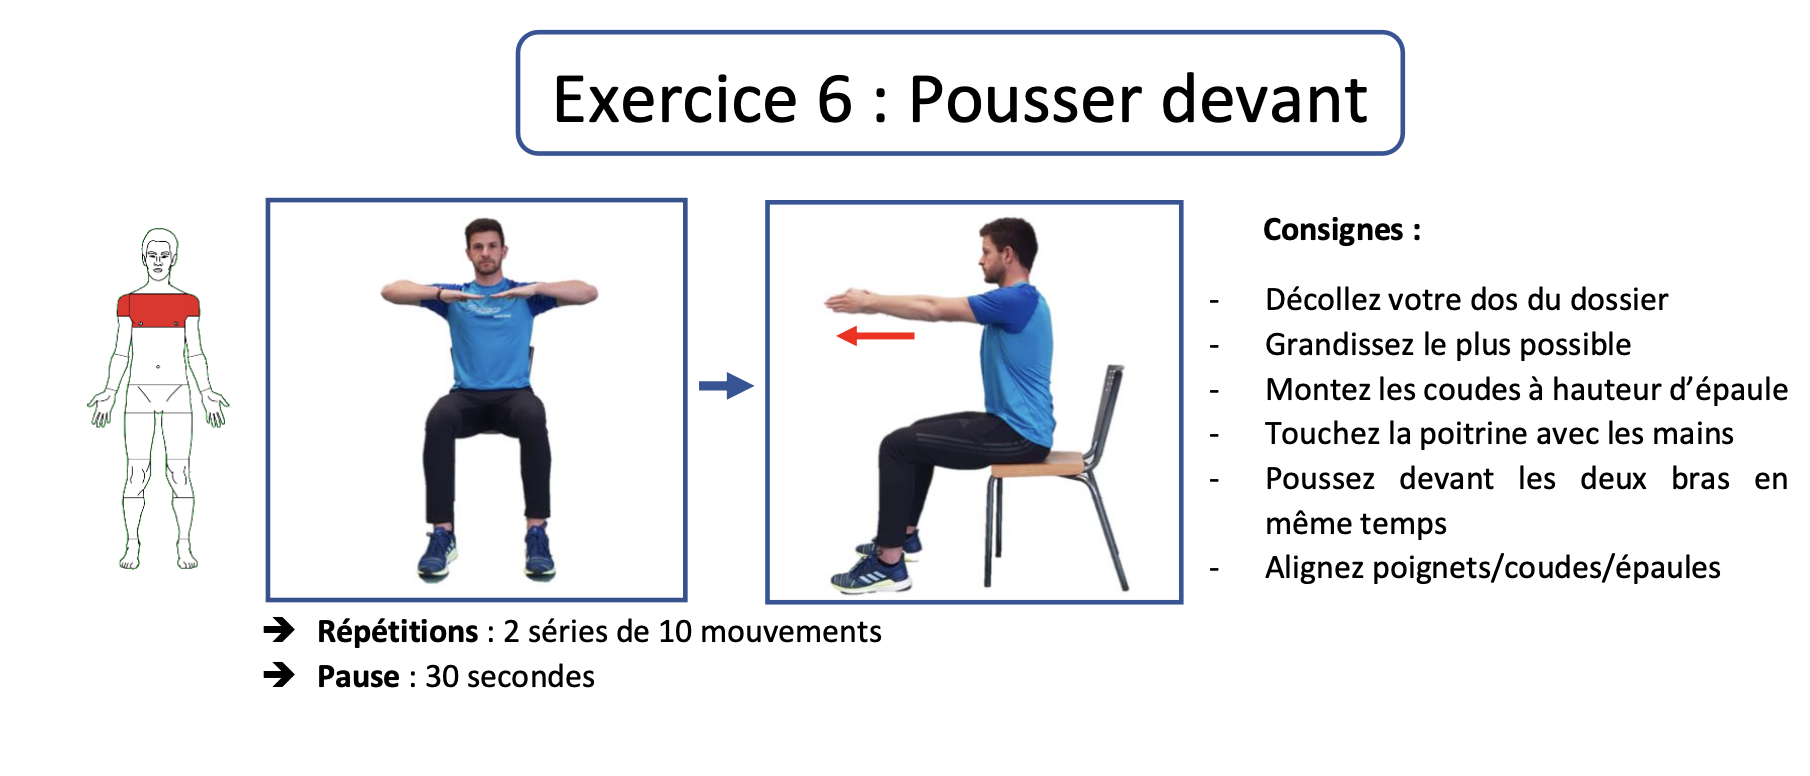 Exercice 6 : Pousser devant
Consignes :
- Décollez votre dos du dossier
- Grandissez le plus possible
- Montez les coudes à hauteur d’épaule
- Touchez la poitrine avec les mains
- Poussez devant les deux bras en
même temps
- Alignez poignets/coudes/épaules
➔ Répétitions : 2 séries de 10 mouvements
➔ Pause : 30 secondes